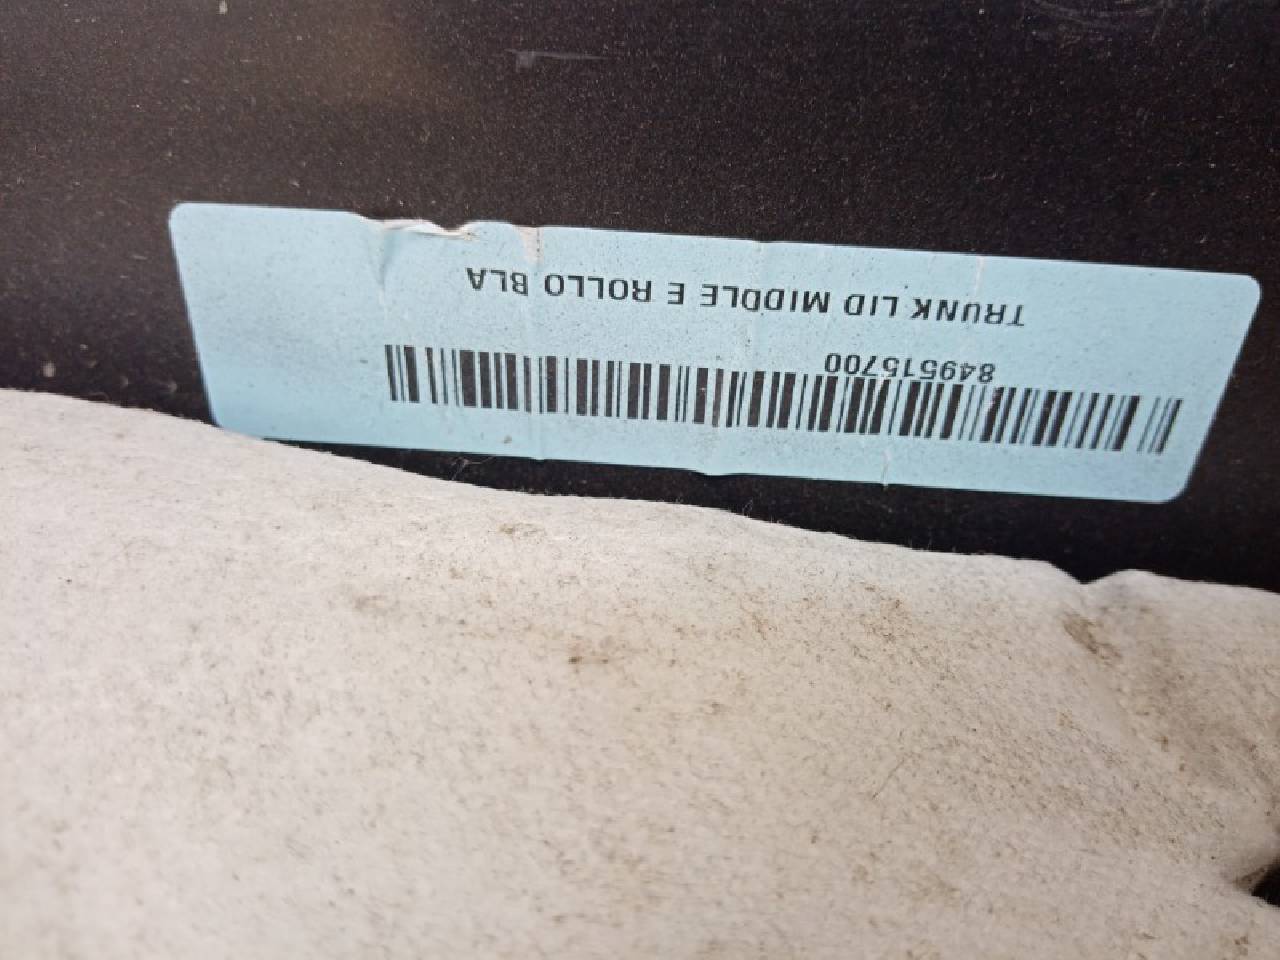 849515700
TRUNK LID MIDDLE E ROLLO BLA